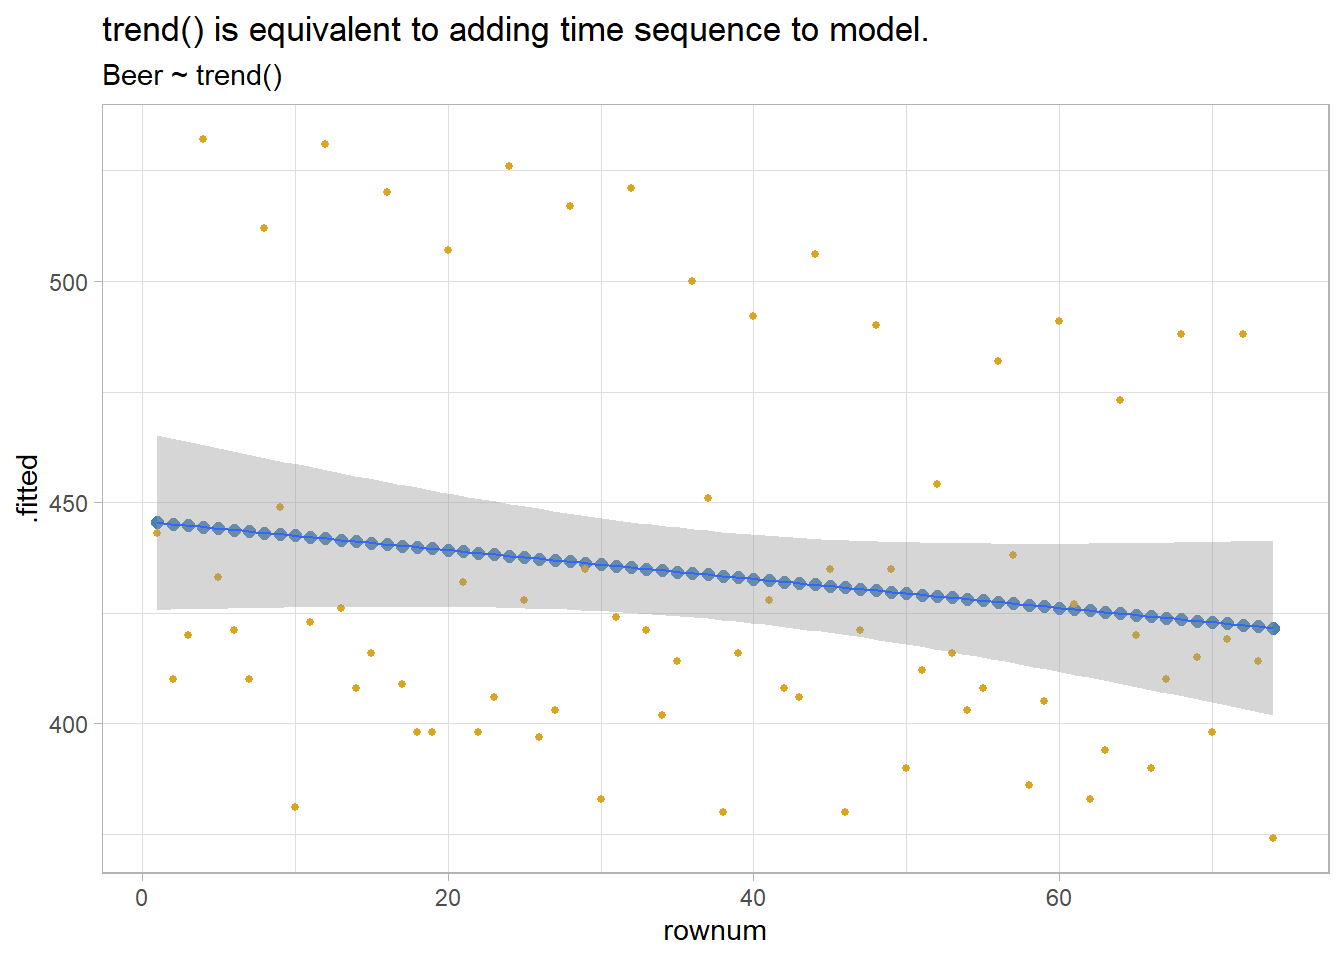 trend() is equivalent to adding time sequence to model.
Beer ~ trend()
500
450
400
.fitted
0 20 40 60
rownum